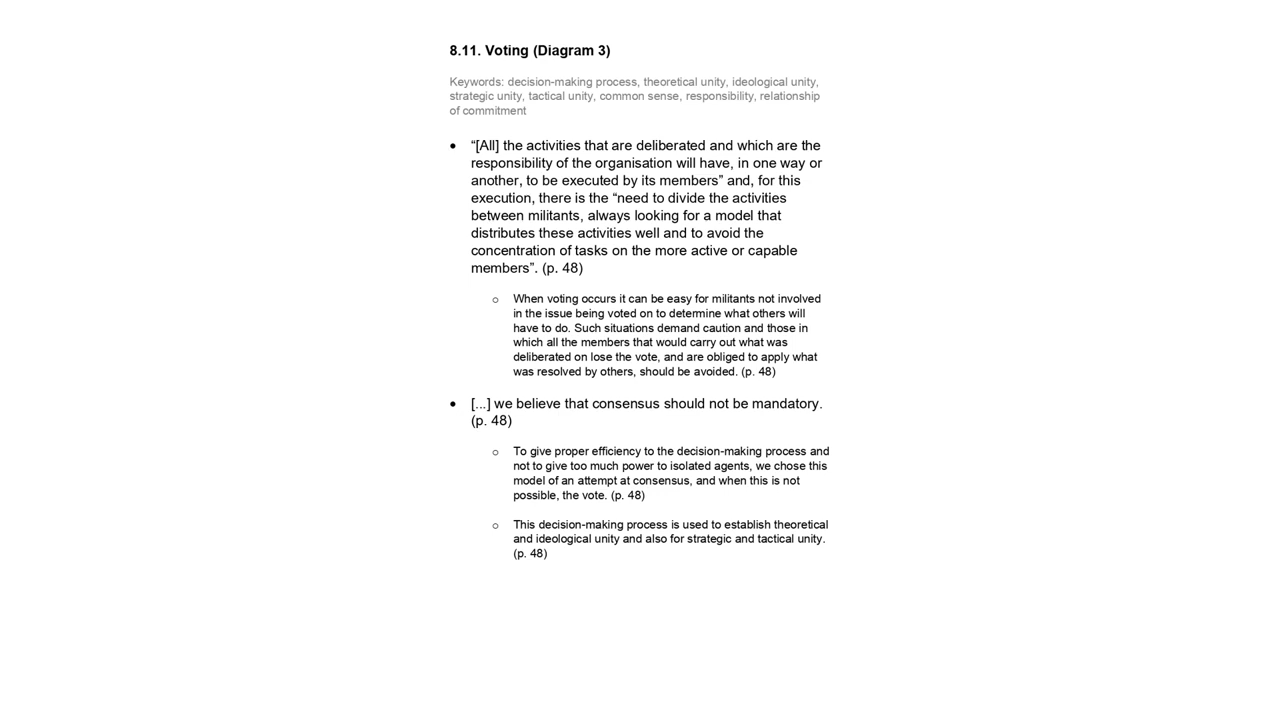 8.11. Voting (Diagram 3)
Keywords: decision-making process, theoretical unity, ideological unity,
strategic unity, tactical unity, common sense, responsibility, relationship
of commitment
• “[All] the activities that are deliberated and which are the
responsibility of the organisation will have, in one way or
another, to be executed by its members” and, for this
execution, there is the “need to divide the activities
between militants, always looking for a model that
distributes these activities well and to avoid the
concentration of tasks on the more active or capable
members”. (p. 48)
o When voting occurs it can be easy for militants not involved
in the issue being voted on to determine what others will
have to do. Such situations demand caution and those in
which all the members that would carry out what was
deliberated on lose the vote, and are obliged to apply what
was resolved by others, should be avoided. (p. 48)
• [...] we believe that consensus should not be mandatory.
(p. 48)
o To give proper efficiency to the decision-making process and
not to give too much power to isolated agents, we chose this
model of an attempt at consensus, and when this is not
possible, the vote. (p. 48)
o This decision-making process is used to establish theoretical
and ideological unity and also for strategic and tactical unity.
(p. 48)